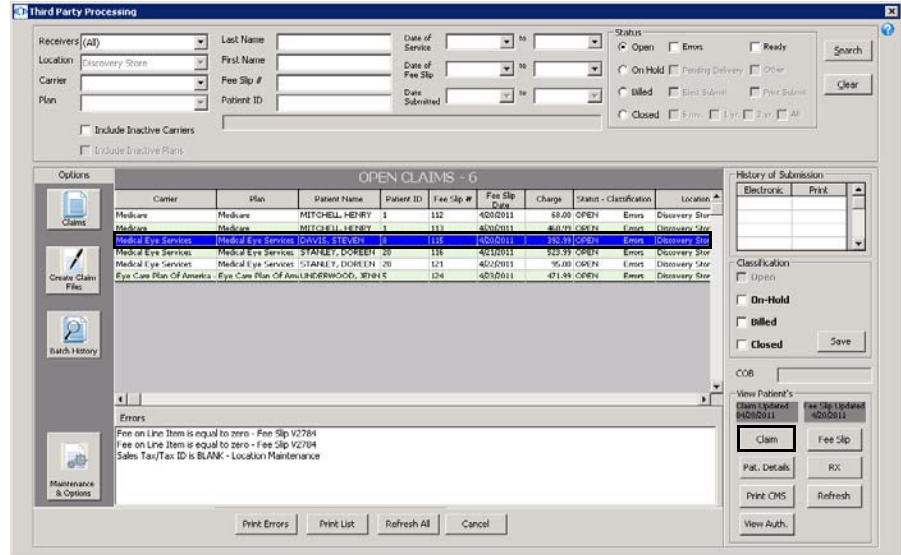 Third Party Processing
Receivers (All)
Location Discovery Store
Carrier
Plan
Include Inactive Carriers
Include Inactive Plans
Last Name
First Name
Fee Slip #
Patient ID
Date of Service to
Date of Fee Slip to
Date Submitted to
Status
Open Errors Ready
On Hold Pending Delivery Other
Billed Elect Submit Print Submit
Closed 6 mo. 1 yr. 2 yr. All
Search
Clear
Options
Claims
Create Claim Files
Batch History
Maintenance & Options
OPEN CLAIMS - 6
Carrier Plan Patient Name Patient ID Fee Slip # Fee Slip Date Charge Status - Classification Location
Medicare Medicare MITCHELL, HENRY 1 112 4/20/2011 68.00 OPEN Errors Discovery Stor
Medicare Medicare MITCHELL, HENRY 1 113 4/20/2011 460.99 OPEN Errors Discovery Stor
Medical Eye Services Medical Eye Services DAVIS, STEVEN 8 115 4/20/2011 392.99 OPEN Errors Discovery Stor
Medical Eye Services Medical Eye Services STANLEY, DOREEN 20 116 4/21/2011 523.99 OPEN Errors Discovery Stor
Medical Eye Services Medical Eye Services STANLEY, DOREEN 20 121 4/22/2011 95.00 OPEN Errors Discovery Stor
Eye Care Plan Of America - Eye Care Plan Of Am UNDERWOOD, JENN 5 124 4/23/2011 471.99 OPEN Errors Discovery Stor
Errors
Fee on Line Item is equal to zero - Fee Slip V2784
Fee on Line Item is equal to zero - Fee Slip V2784
Sales Tax/Tax ID is BLANK - Location Maintenance
Print Errors Print List Refresh All Cancel
History of Submission
Electronic Print
Classification
Open
On-Hold
Billed
Closed
Save
COB
View Patient's
Claim Updated 04/20/2011 Fee Slip Updated 4/20/2011
Claim Fee Slip
Pat. Details RX
Print CMS Refresh
View Auth.